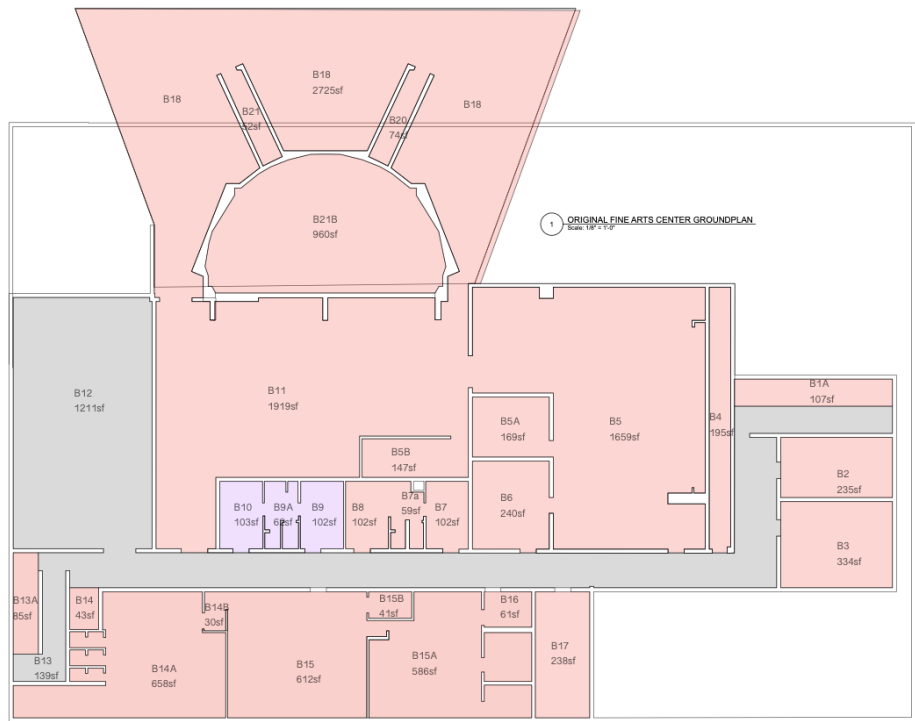 B18
B18
2725sf
B18
B21
52sf
B20
74sf
B21B
960sf
1
ORIGINAL FINE ARTS CENTER GROUNDPLAN
Scale: 1/8" = 1'-0"
B12
1211sf
B11
1919sf
B5A
169sf
B5
1659sf
B4
195sf
B1A
107sf
B5B
147sf
B2
235sf
B6
240sf
B10
103sf
B9A
B9
102sf
B8
102sf
B7a
59sf
B7
102sf
B3
334sf
B13A
85sf
B14
43sf
B14B
30sf
B15B
41sf
B16
61sf
B13
139sf
B14A
658sf
B15
612sf
B15A
586sf
B17
238sf